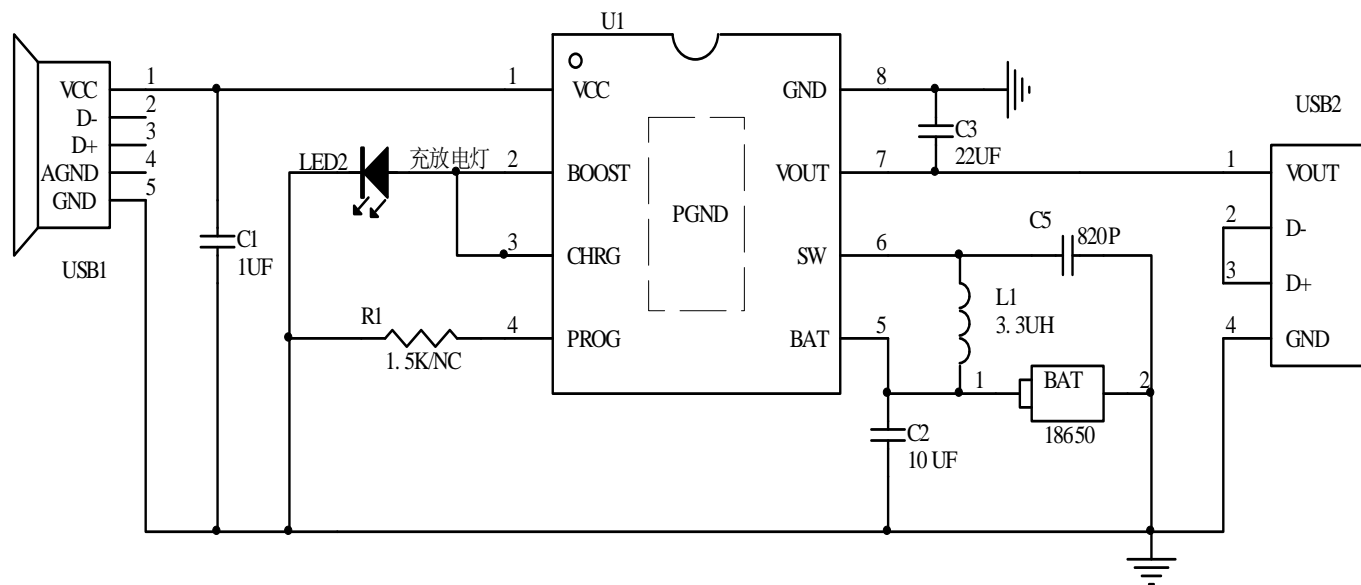 U1
1
VCC
2
D-
3
D+
4
AGND
5
GND
USB1
C1
1UF
LED2
充放电灯
R1
1. 5K/NC
1
VCC
2
BOOST
3
CHRG
4
PROG
PGND
8
GND
7
VOUT
6
SW
5
BAT
C3
22UF
C5
820P
L1
3. 3UH
1
BAT
2
18650
C2
10 UF
USB2
1
VOUT
2
D-
3
D+
4
GND